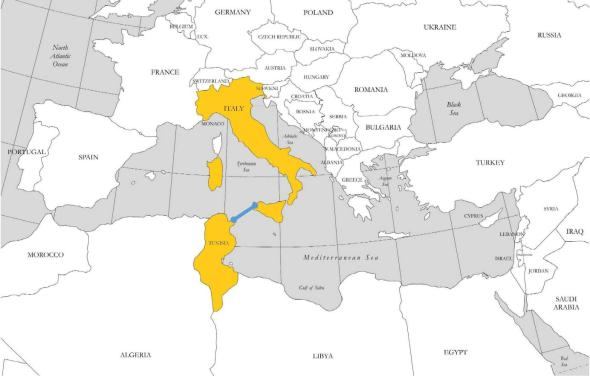 GERMANY
POLAND
BELGIUM
LUX.
CZECH REPUBLIC
UKRAINE
RUSSIA
North
Atlantic
Ocean
SLOVAKIA
MOLDOVA
FRANCE
AUSTRIA
SWITZERLAND
HUNGARY
SLOVENI
ROMANIA
CROATIA
GEORGIA
ITALY
BOSNIA
SERBIA
Black
Sea
MONACO
MONTENEGRO
KOSOVO
BULGARIA
Adriatic
Sea
N.MACEDONIA
PORTUGAL
SPAIN
Tyrrhenian
Sea
ALBANIA
TURKEY
GREECE
Aegean
Sea
CYPRUS
SYRIA
LEBANON
IRAQ
TUNISIA
MOROCCO
Mediterranean Sea
ISRAEL
JORDAN
Gulf of Sidra
SAUDI
ARABIA
ALGERIA
LIBYA
EGYPT
Red
Sea